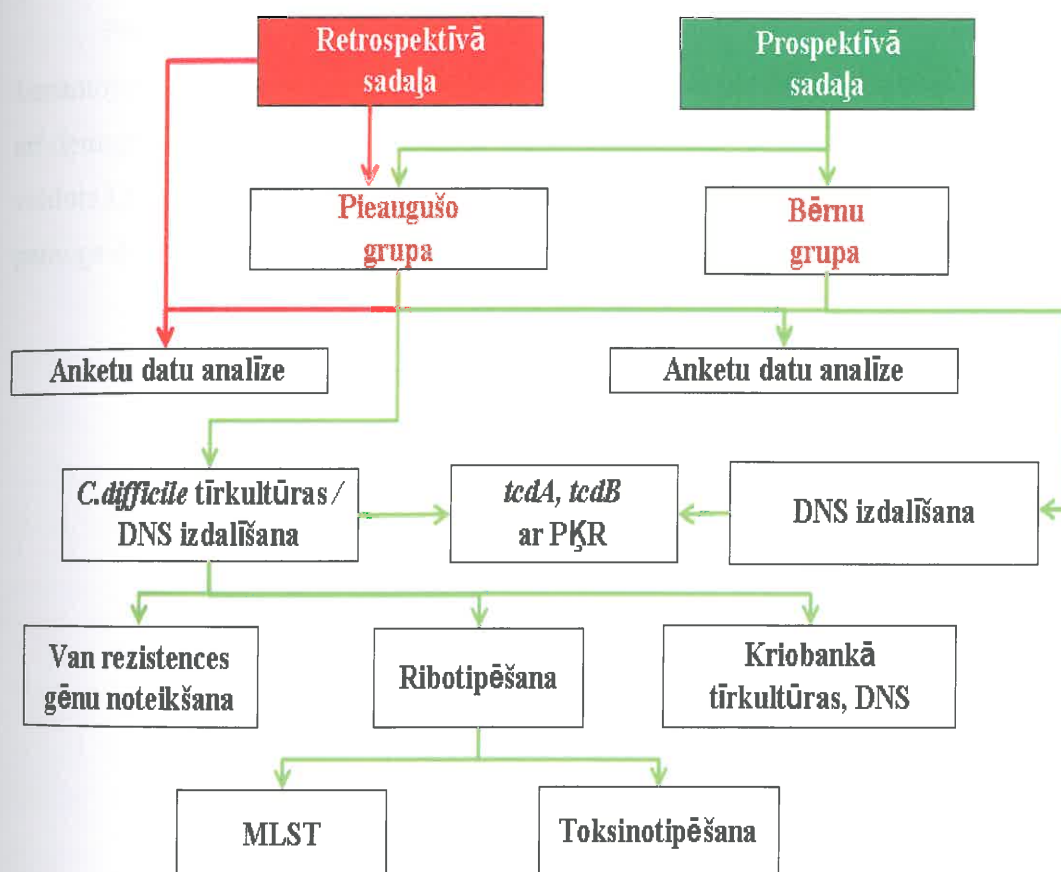 Retrospektīvā
sadaļa
Prospektīvā
sadaļa
Pieaugušo
grupa
Bērnu
grupa
Anketu datu analīze
Anketu datu analīze
C.difficile tīrkultūras /
DNS izdalīšana
tcdA, tcdB
ar PĶR
DNS izdalīšana
Van rezistences
gēnu noteikšana
Ribotipēšana
Kriobankā
tīrkultūras, DNS
MLST
Toksinotipēšana